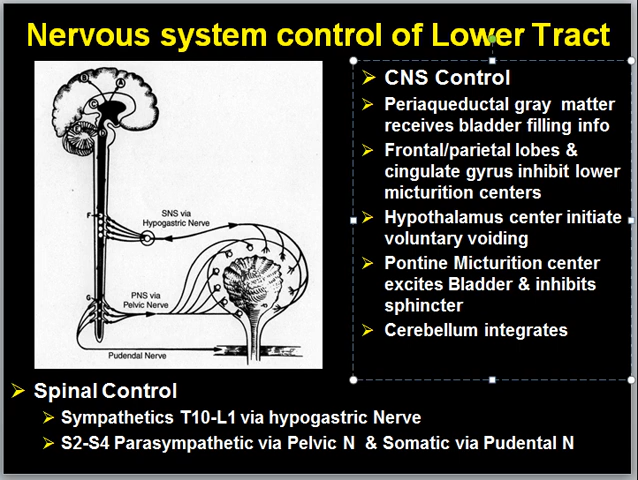 Nervous system control of Lower Tract
B
A
C
F
SNS via
Hypogastric Nerve
G
PNS via
Pelvic Nerve
Pudendal Nerve
CNS Control
Periaqueductal gray matter
receives bladder filling info
Frontal/parietal lobes &
cingulate gyrus inhibit lower
micturition centers
Hypothalamus center initiate
voluntary voiding
Pontine Micturition center
excites Bladder & inhibits
sphincter
Cerebellum integrates
Spinal Control
Sympathetics T10-L1 via hypogastric Nerve
S2-S4 Parasympathetic via Pelvic N & Somatic via Pudental N